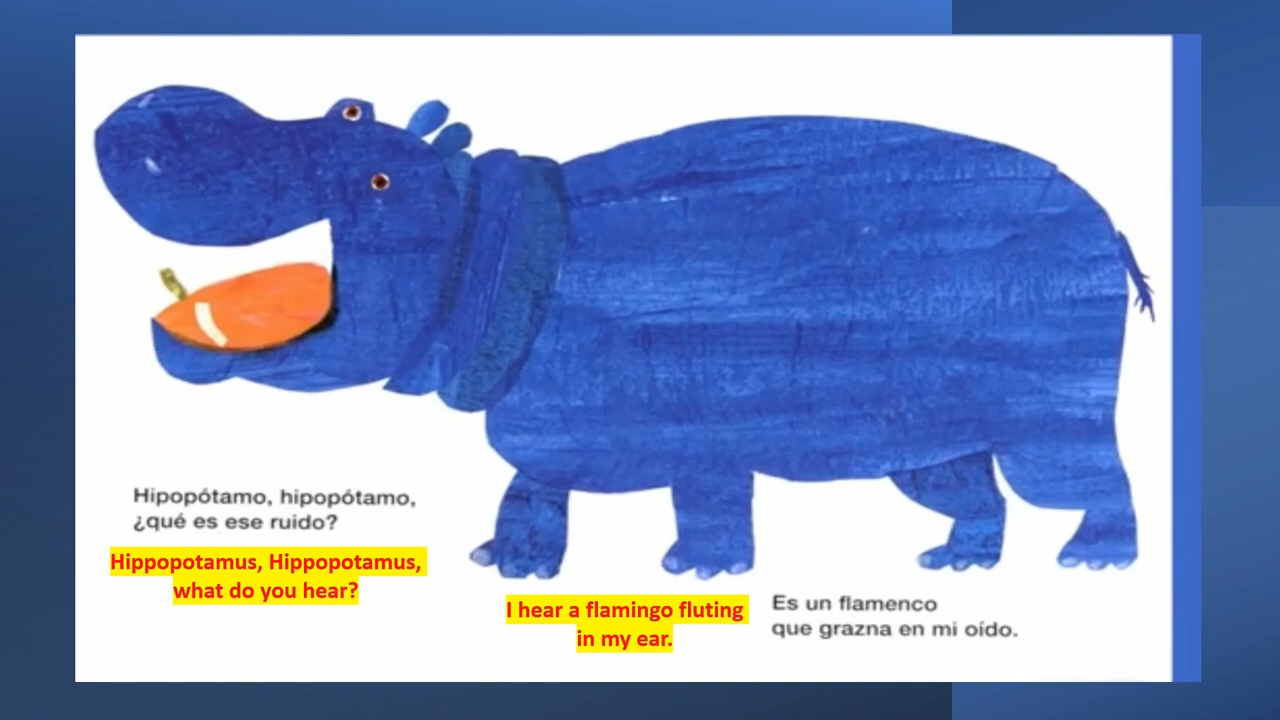 Hipopótamo, hipopótamo,
¿qué es ese ruido?
Hippopotamus, Hippopotamus,
what do you hear?
I hear a flamingo fluting
in my ear.
Es un flamenco
que grazna en mi oído.